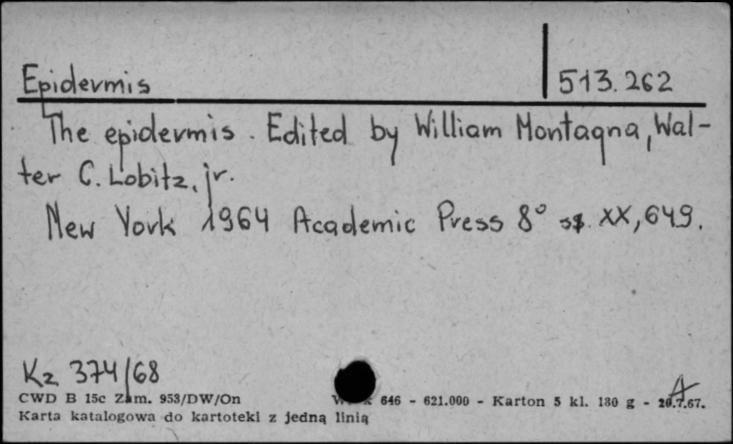 Epidermis 513.262
The epidermis. Edited by William Montagna, Wal-
ter C. Lobitz, jr.
New York 1964 Academic Press 8° ss. XX, 649.
Kz 374/68
A
CWD B 15c Zam. 953/DW/On 646 - 621.000 - Karton 5 kl. 180 g - 20.7.67.
Karta katalogowa do kartoteki z jedną linią